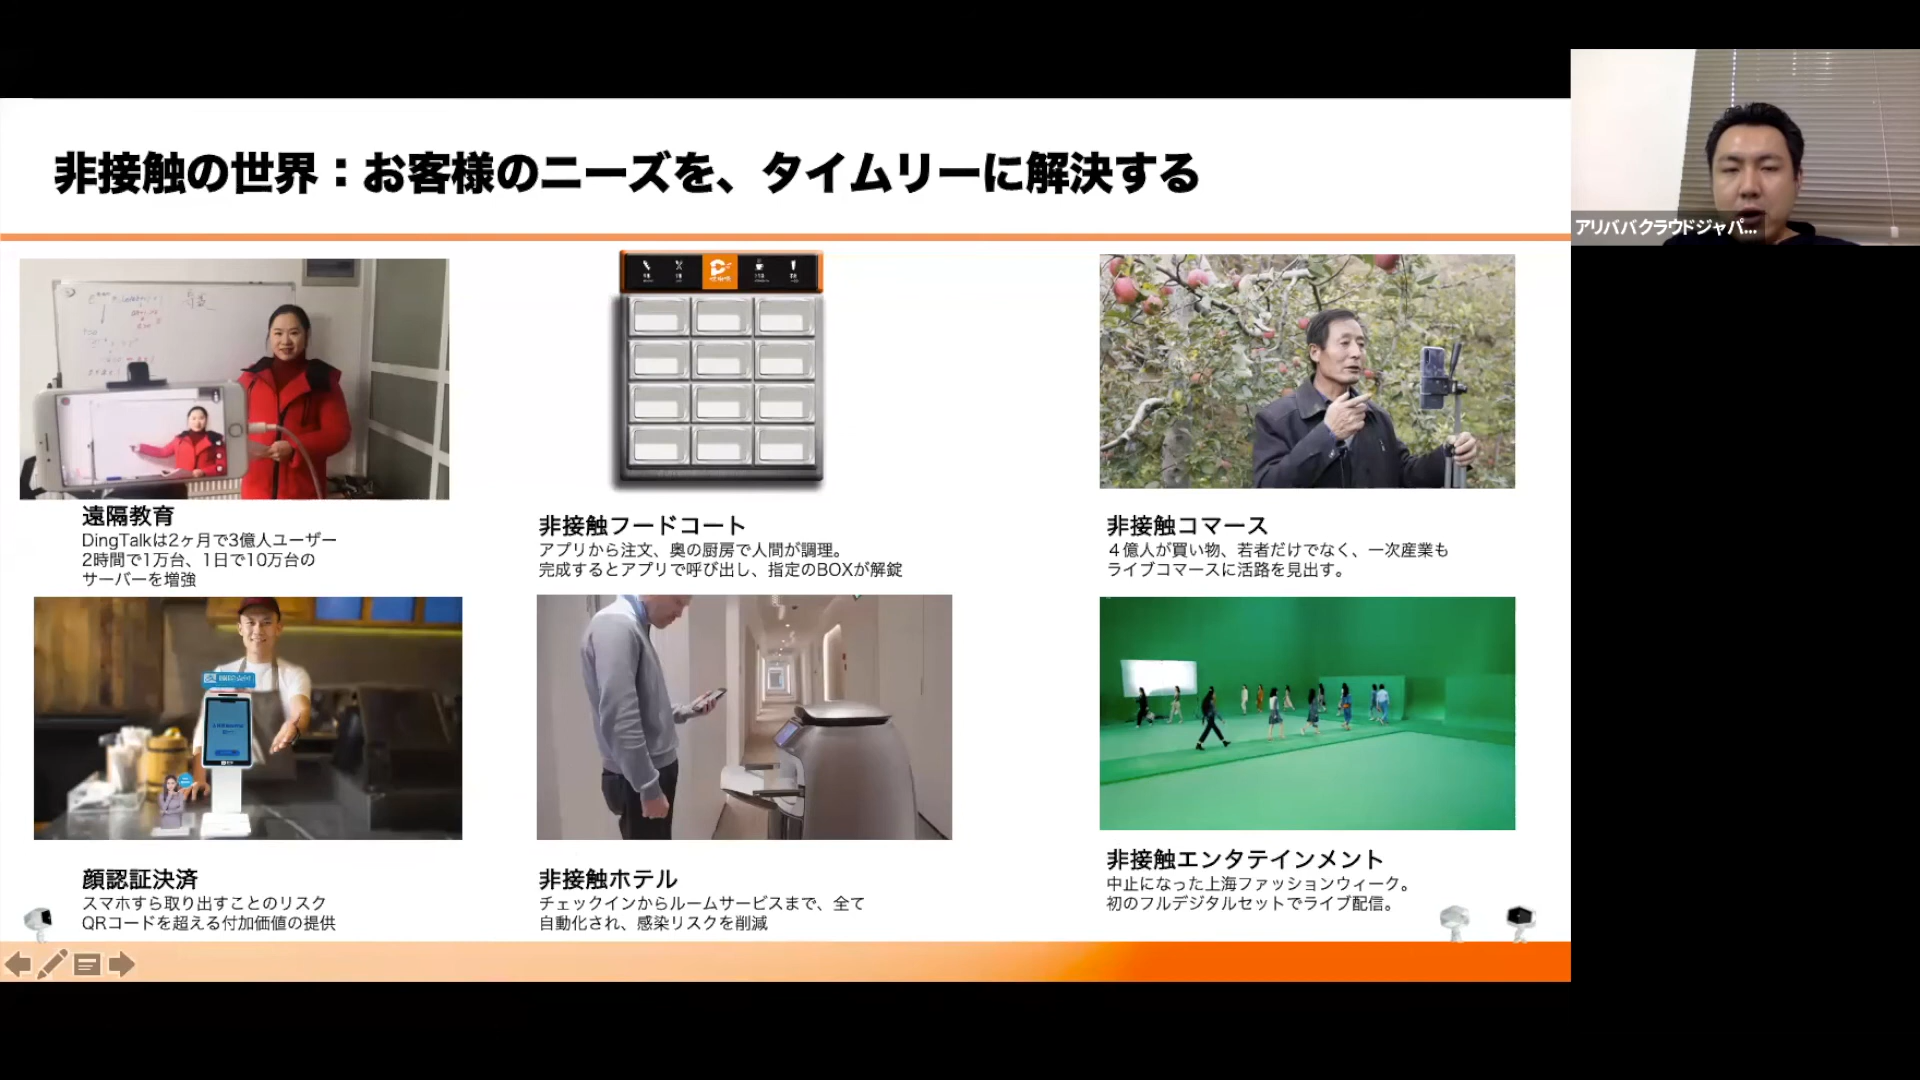 非接触の世界：お客様のニーズを、タイムリーに解決する
アリババクラウドジャパ...
遠隔教育
DingTalkは2ヶ月で3億人ユーザー
2時間で1万台、1日で10万台の
サーバーを増強
非接触フードコート
アプリから注文、奥の厨房で人間が調理。
完成するとアプリで呼び出し、指定のBOXが解錠
非接触コマース
４億人が買い物、若者だけでなく、一次産業も
ライブコマースに活路を見出す。
顔認証決済
スマホすら取り出すことのリスク
QRコードを超える付加価値の提供
非接触ホテル
チェックインからルームサービスまで、全て
自動化され、感染リスクを削減
非接触エンタテインメント
中止になった上海ファッションウィーク。
初のフルデジタルセットでライブ配信。